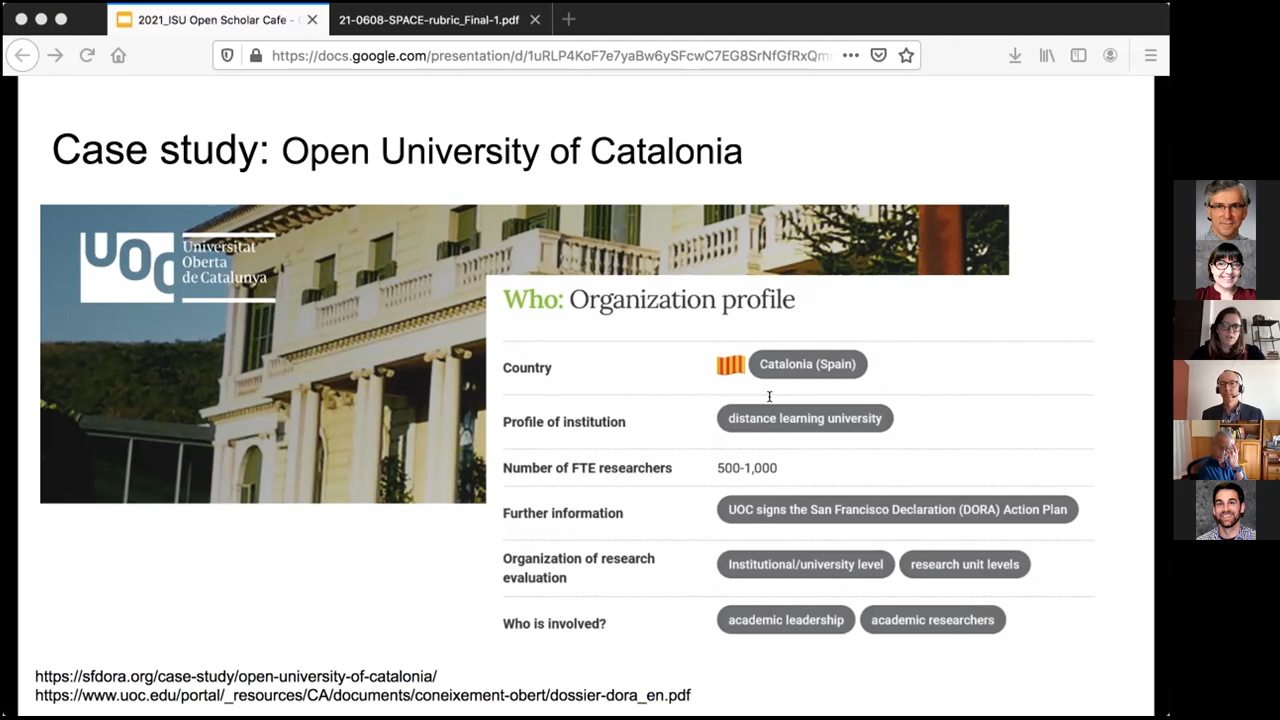 2021_ISU Open Scholar Cafe -
21-0608-SPACE-rubric_Final-1.pdf
https://docs.google.com/presentation/d/1uRLP4KoF7e7yaBw6ySFcwC7EG8SrNfGfRxQm
Case study: Open University of Catalonia
UOC
Universitat
Oberta
de Catalunya
Who: Organization profile
Country
Catalonia (Spain)
Profile of institution
distance learning university
Number of FTE researchers
500-1,000
Further information
UOC signs the San Francisco Declaration (DORA) Action Plan
Organization of research
evaluation
Institutional/university level
research unit levels
Who is involved?
academic leadership
academic researchers
https://sfdora.org/case-study/open-university-of-catalonia/
https://www.uoc.edu/portal/_resources/CA/documents/coneixement-obert/dossier-dora_en.pdf